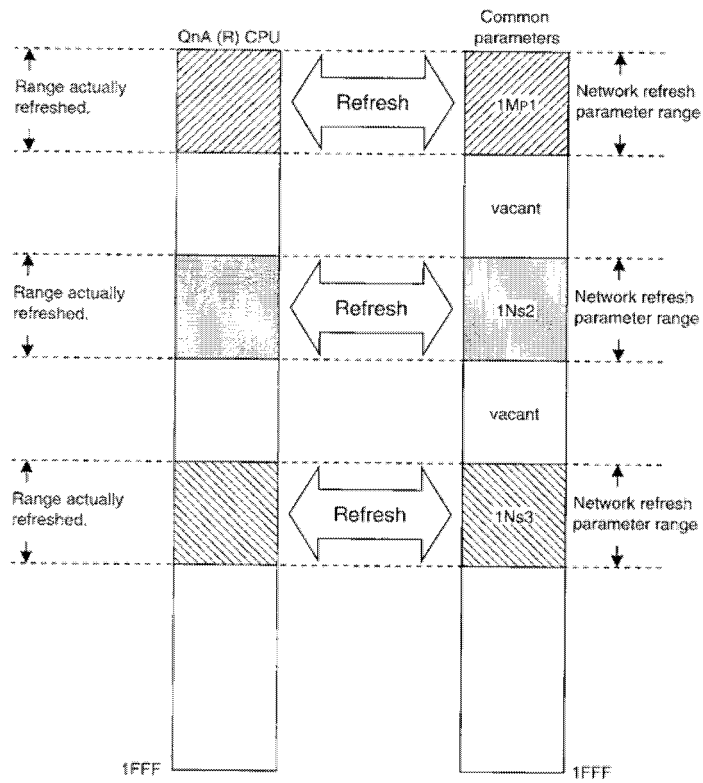 QnA (R) CPU
Common
parameters
Range actually
refreshed.
Refresh
1MP1
Network refresh
parameter range
vacant
Range actually
refreshed.
Refresh
1Ns2
Network refresh
parameter range
vacant
Range actually
refreshed.
Refresh
1Ns3
Network refresh
parameter range
1FFF
1FFF